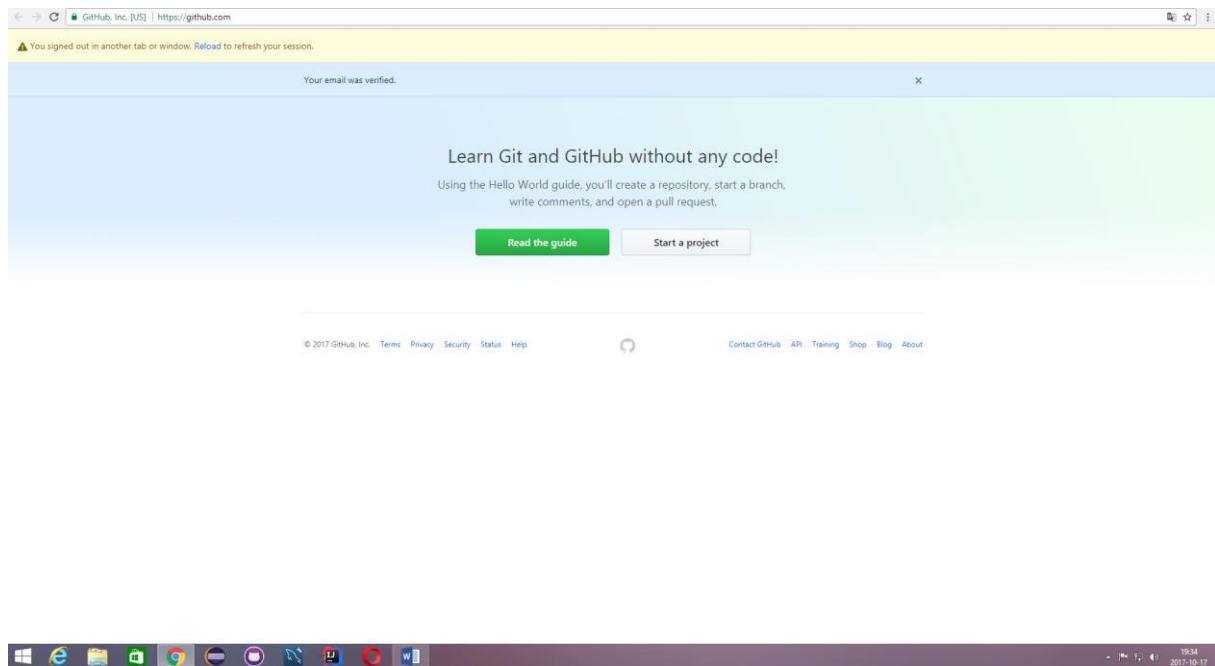 GitHub, Inc. [US] | https://github.com
You signed out in another tab or window. Reload to refresh your session.
Your email was verified.
Learn Git and GitHub without any code!
Using the Hello World guide, you'll create a repository, start a branch,
write comments, and open a pull request.
Read the guide Start a project
© 2017 GitHub, Inc. Terms Privacy Security Status Help Contact GitHub API Training Shop Blog About
19:34
2017-10-17